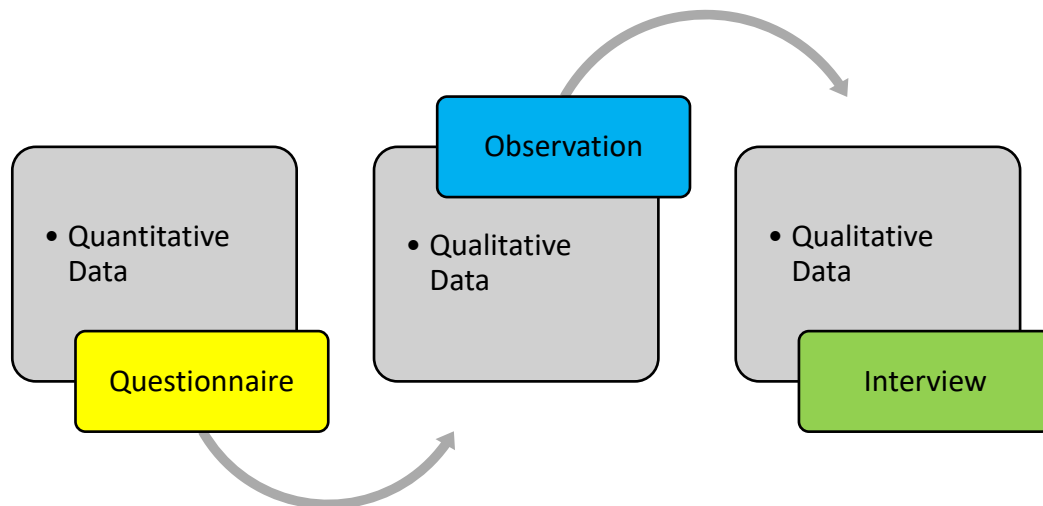 • Quantitative
Data
Questionnaire
Observation
• Qualitative
Data
• Qualitative
Data
Interview